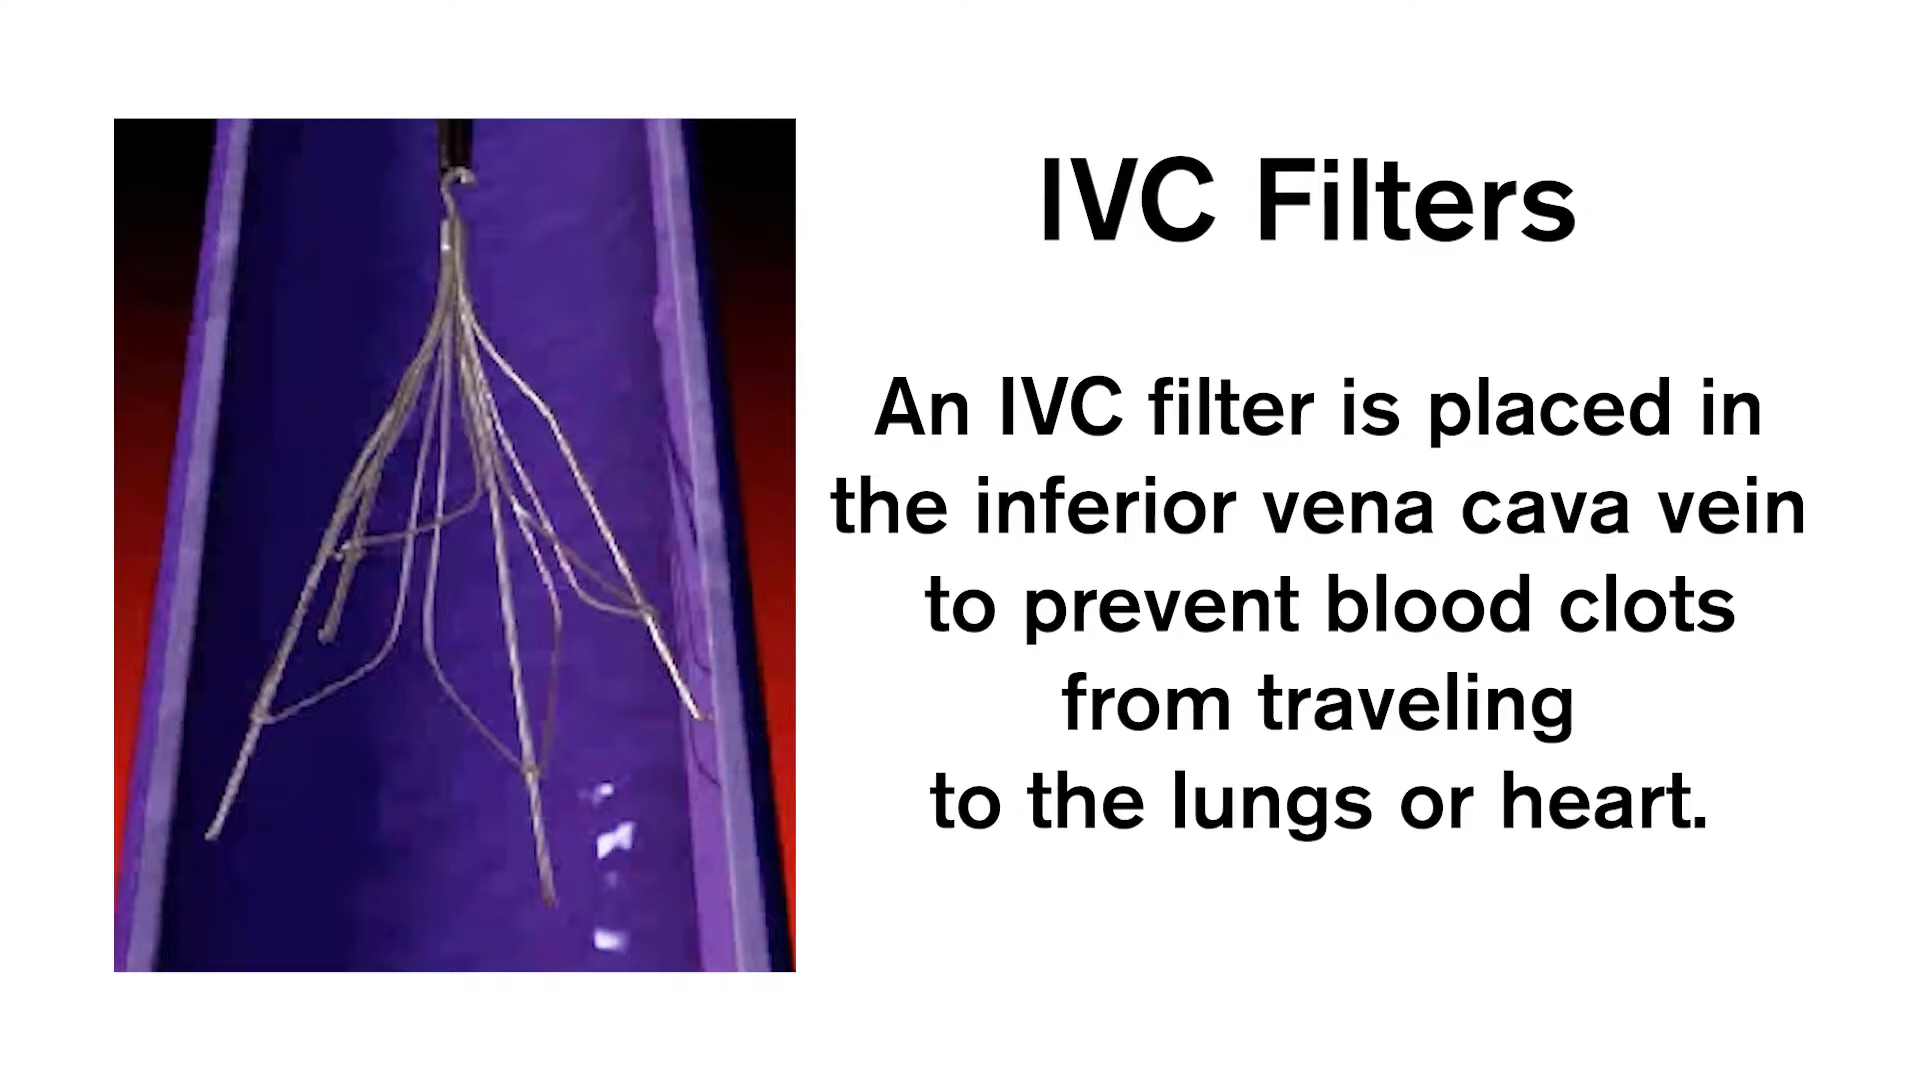 IVC Filters
An IVC filter is placed in
the inferior vena cava vein
to prevent blood clots
from traveling
to the lungs or heart.